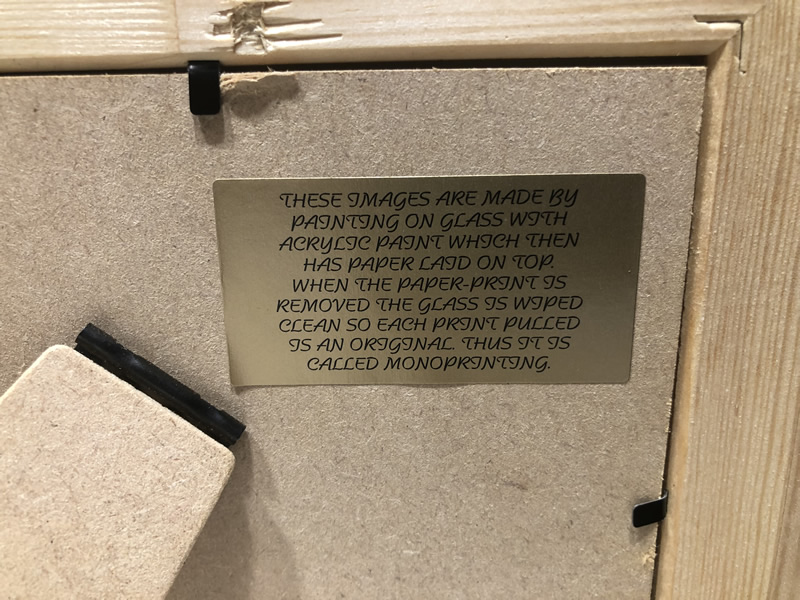 THESE IMAGES ARE MADE BY
PAINTING ON GLASS WITH
ACRYLIC PAINT WHICH THEN
HAS PAPER LAID ON TOP.
WHEN THE PAPER-PRINT IS
REMOVED THE GLASS IS WIPED
CLEAN SO EACH PRINT PULLED
IS AN ORIGINAL. THUS IT IS
CALLED MONOPRINTING.